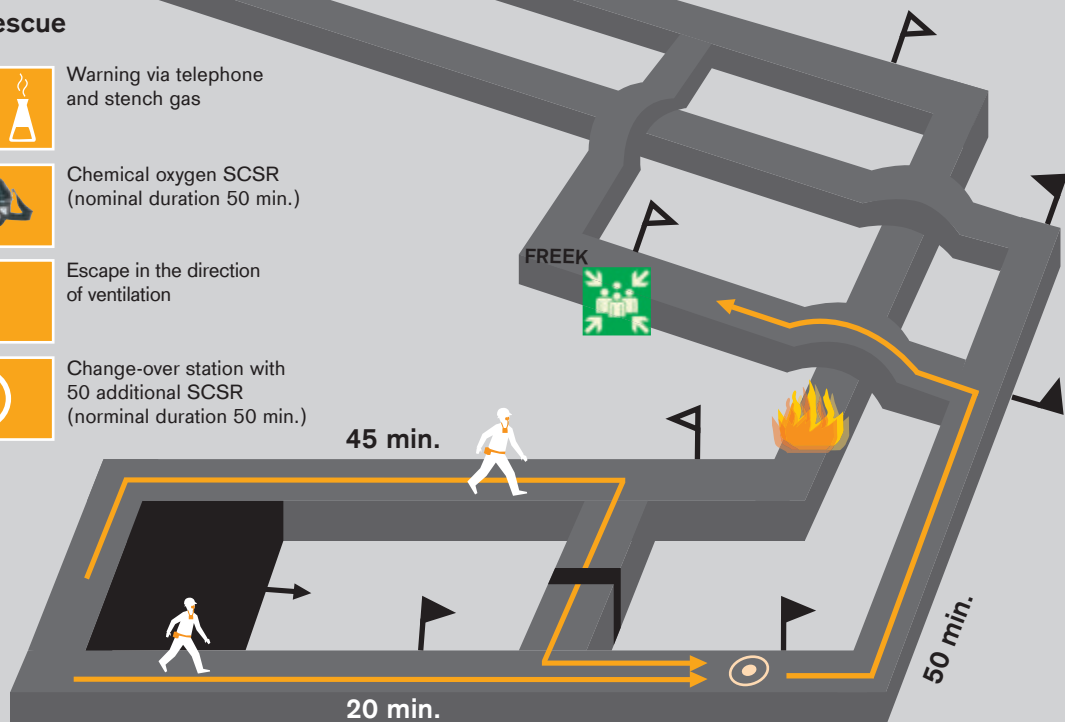 escue
Warning via telephone
and stench gas
Chemical oxygen SCSR
(nominal duration 50 min.)
Escape in the direction
of ventilation
Change-over station with
50 additional SCSR
(norminal duration 50 min.)
FREEK
45 min.
50 min.
20 min.